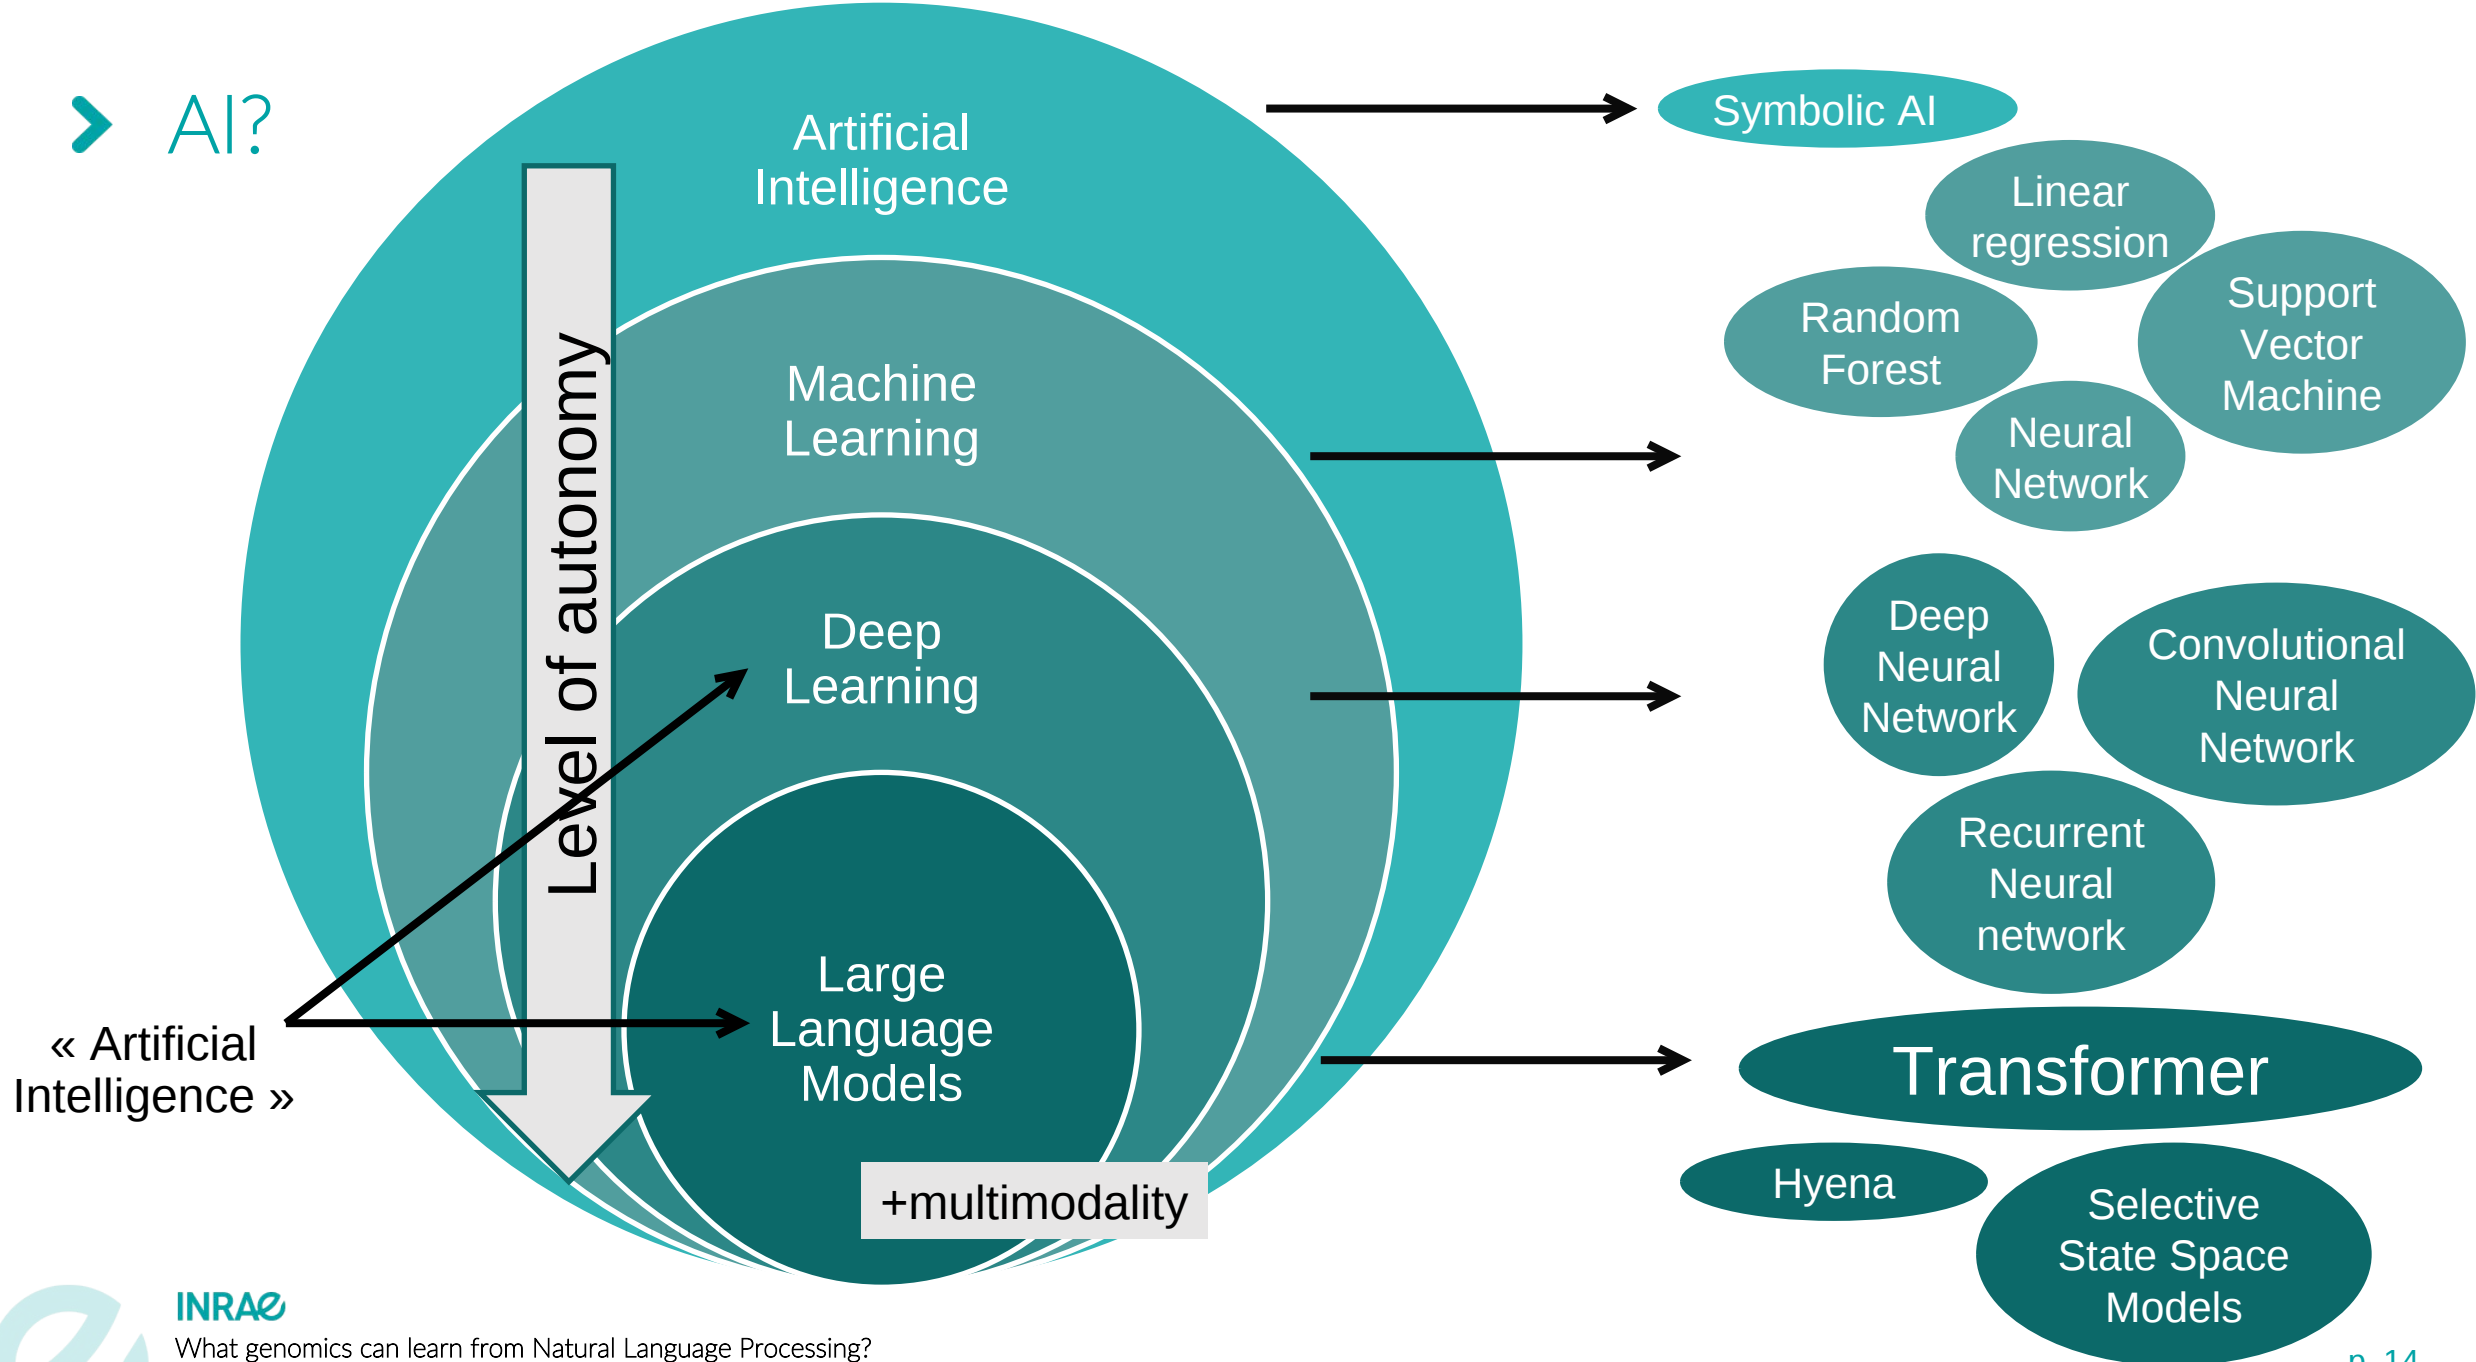 AI?
Artificial
Intelligence
Machine
Learning
Deep
Learning
Large
Language
Models
+multimodality
Level of autonomy
« Artificial
Intelligence »
Symbolic AI
Linear
regression
Random
Forest
Support
Vector
Machine
Neural
Network
Deep
Neural
Network
Convolutional
Neural
Network
Recurrent
Neural
network
Transformer
Hyena
Selective
State Space
Models
INRAE
What genomics can learn from Natural Language Processing?
p. 14